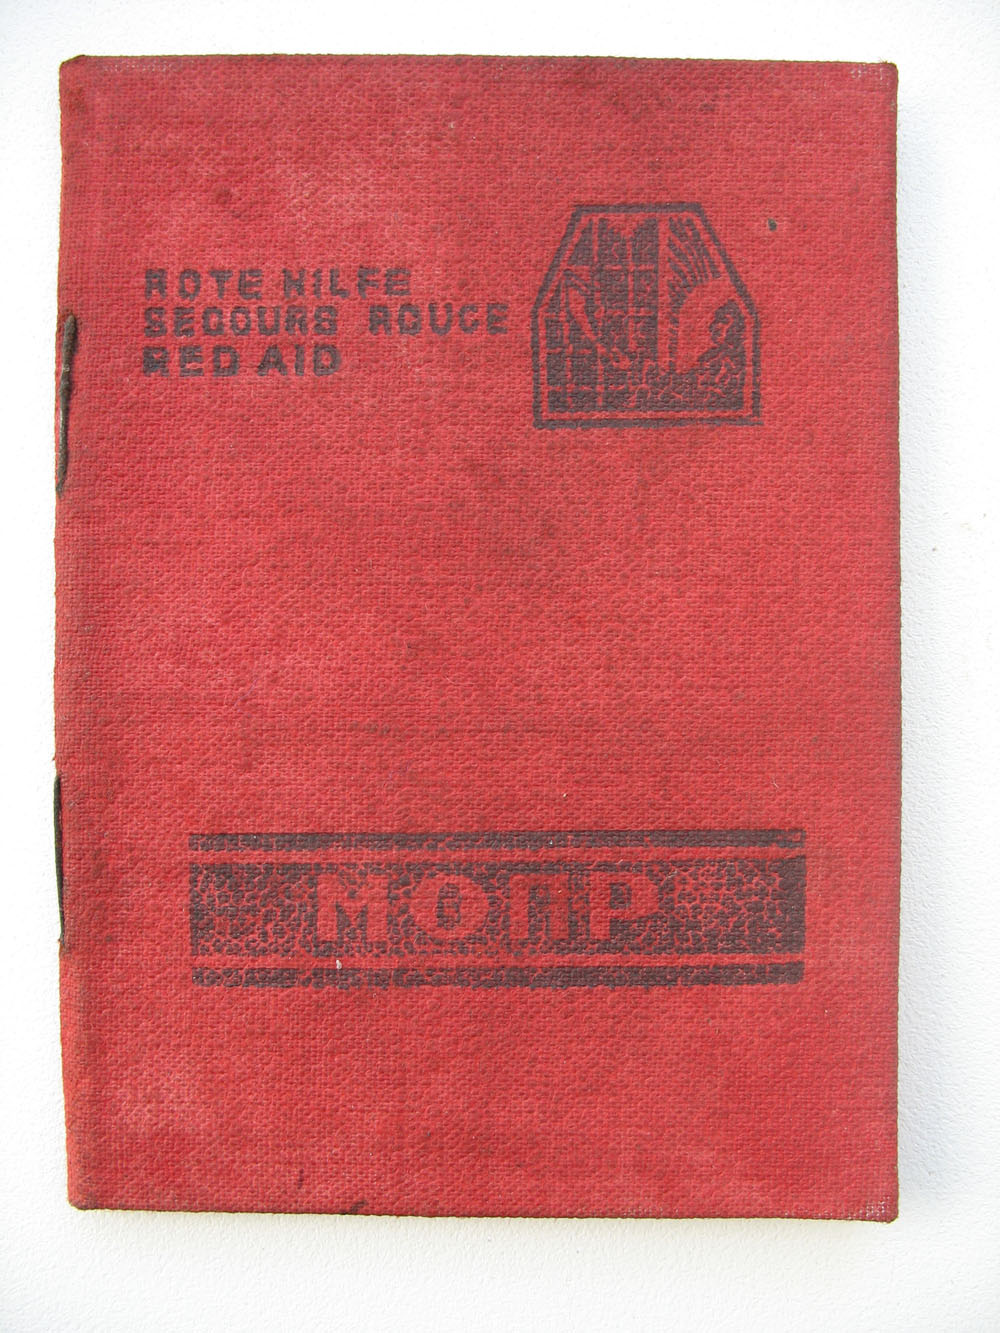 ROTE HILFE
SECOURS ROUGE
RED AID
МОПР